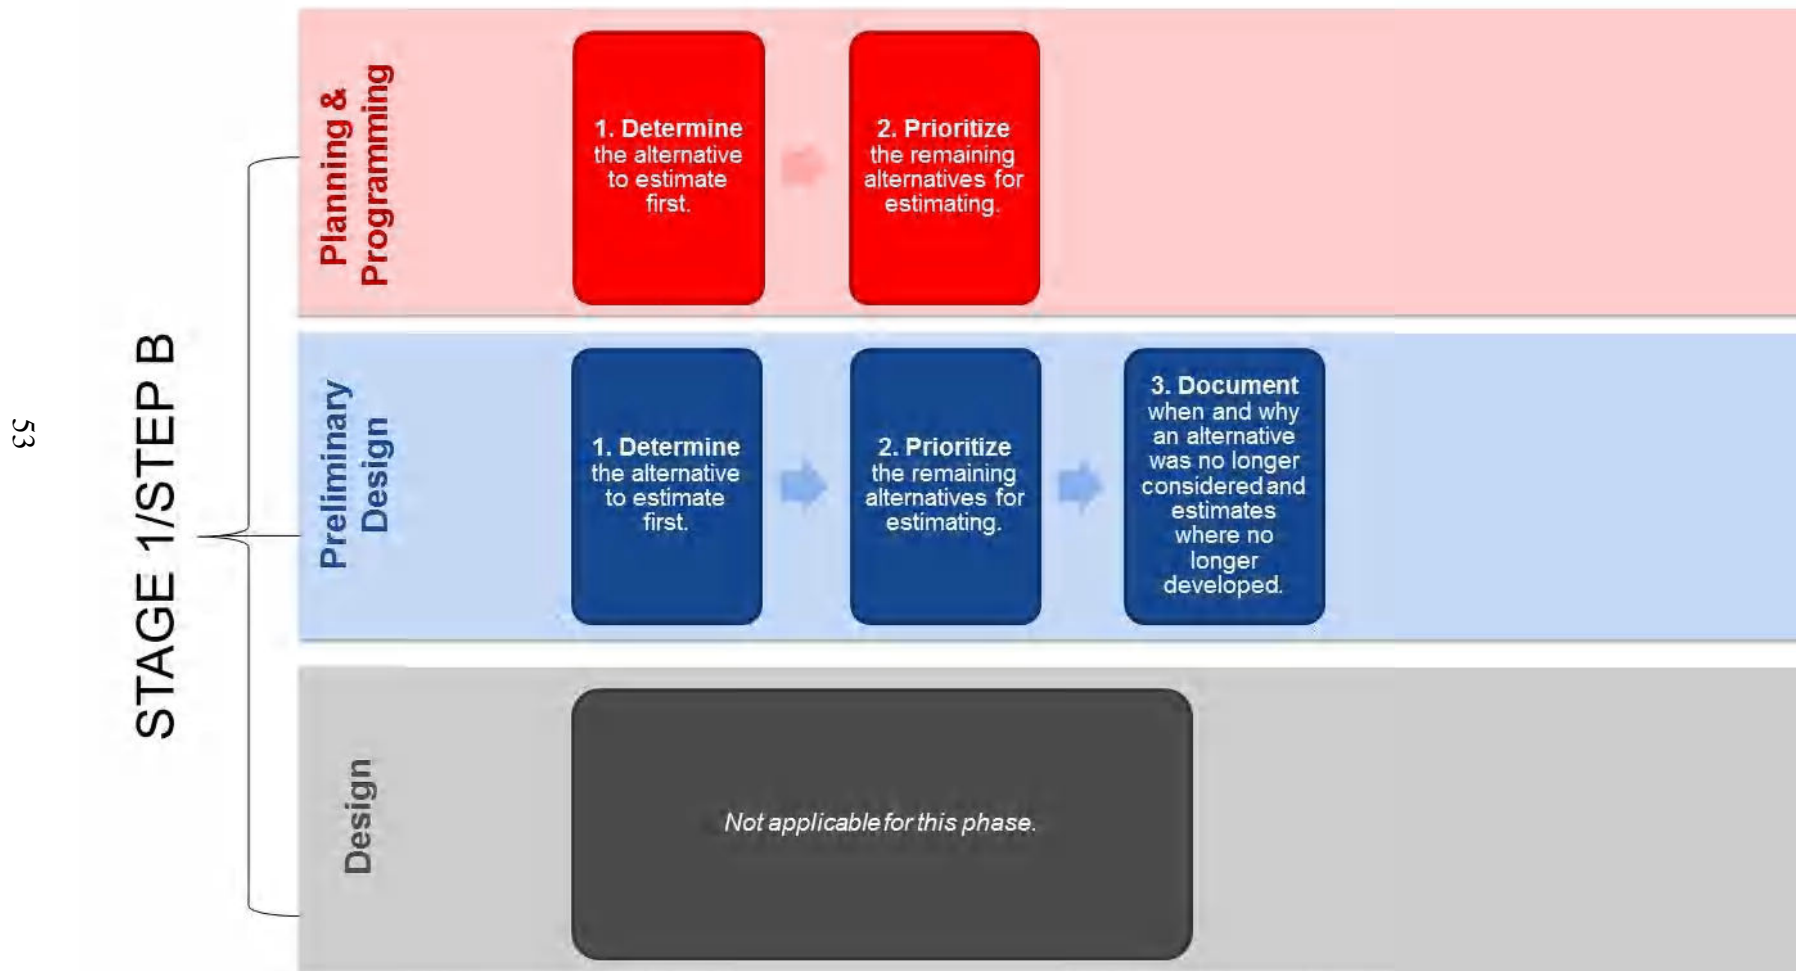 53
STAGE 1/STEP B
Planning &
Programming
1. Determine
the alternative
to estimate
first.
2. Prioritize
the remaining
alternatives for
estimating.
Preliminary
Design
1. Determine
the alternative
to estimate
first.
2. Prioritize
the remaining
alternatives for
estimating.
3. Document
when and why
an alternative
was no longer
considered and
estimates
where no
longer
developed.
Design
Not applicable for this phase.